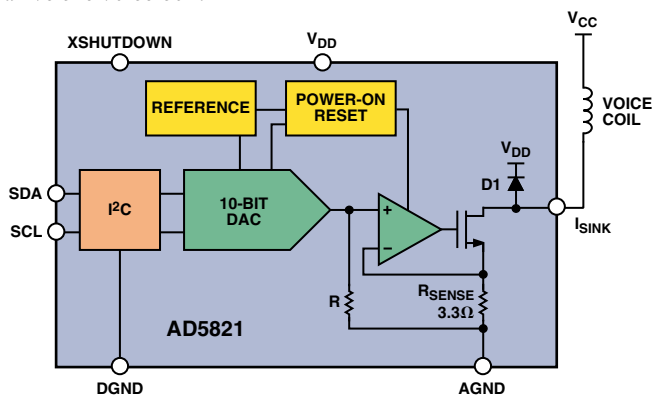 XSHUTDOWN
VDD
VCC
REFERENCE
POWER-ON
RESET
VOICE
COIL
VDD
D1
SDA
SCL
I²C
10-BIT
DAC
+
−
ISINK
R
RSENSE
3.3Ω
AD5821
DGND
AGND